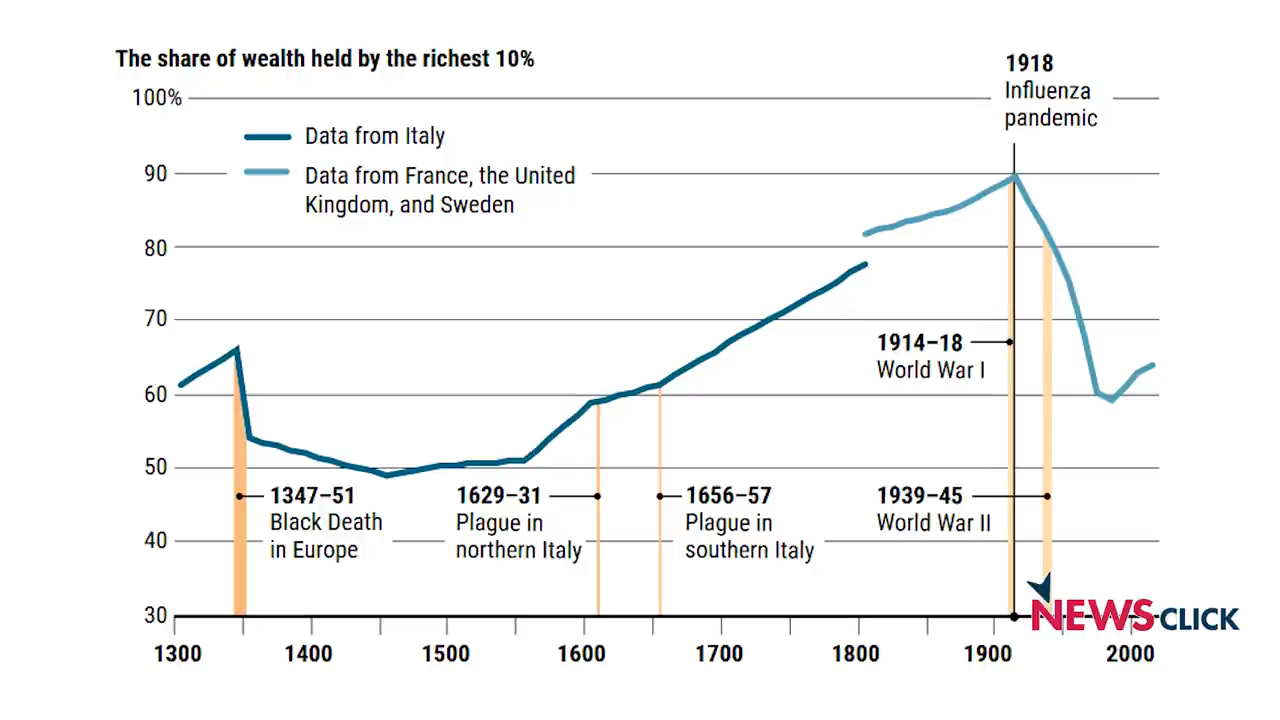 The share of wealth held by the richest 10%
1918
Influenza
pandemic
100%
Data from Italy
90
Data from France, the United
Kingdom, and Sweden
80
70
1914–18
World War I
60
50
1347–51
Black Death
in Europe
1629–31
Plague in
northern Italy
1656–57
Plague in
southern Italy
1939–45
World War II
40
30
NEWSCLICK
1300 1400 1500 1600 1700 1800 1900 2000